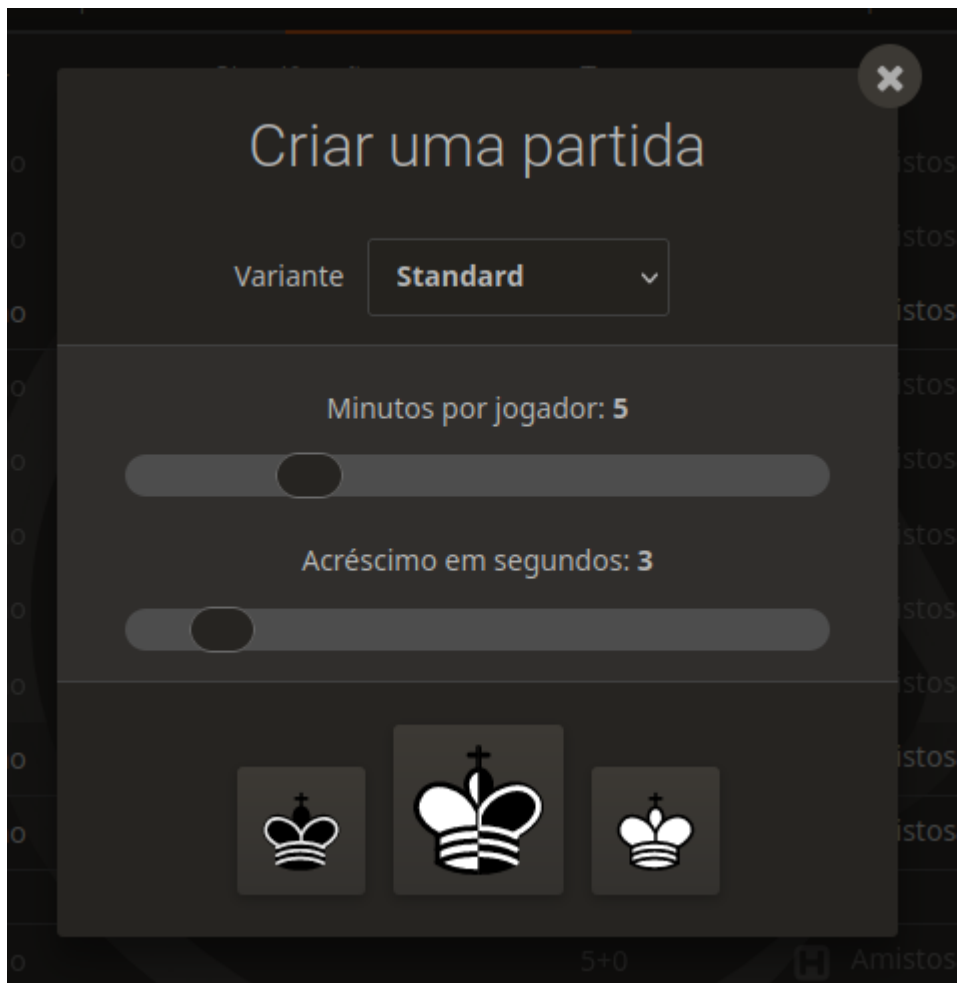 Criar uma partida
Variante Standard
Minutos por jogador: 5
Acréscimo em segundos: 3
5+0 Amistos